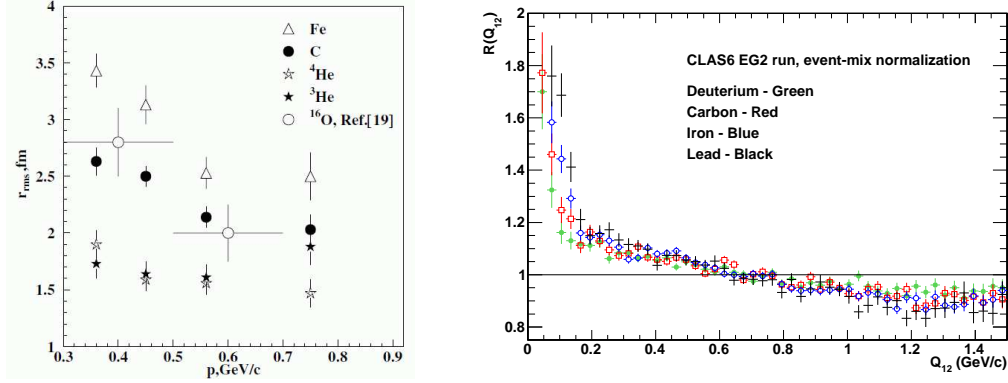 r_rms,fm
4
3.5
3
2.5
2
1.5
1
0.3 0.4 0.5 0.6 0.7 0.8 0.9
p,GeV/c
Fe
C
⁴He
³He
¹⁶O, Ref.[19]
R(Q₁₂)
2
1.8
1.6
1.4
1.2
1
0.8
0 0.2 0.4 0.6 0.8 1 1.2 1.4
Q₁₂ (GeV/c)
CLAS6 EG2 run, event-mix normalization
Deuterium - Green
Carbon - Red
Iron - Blue
Lead - Black